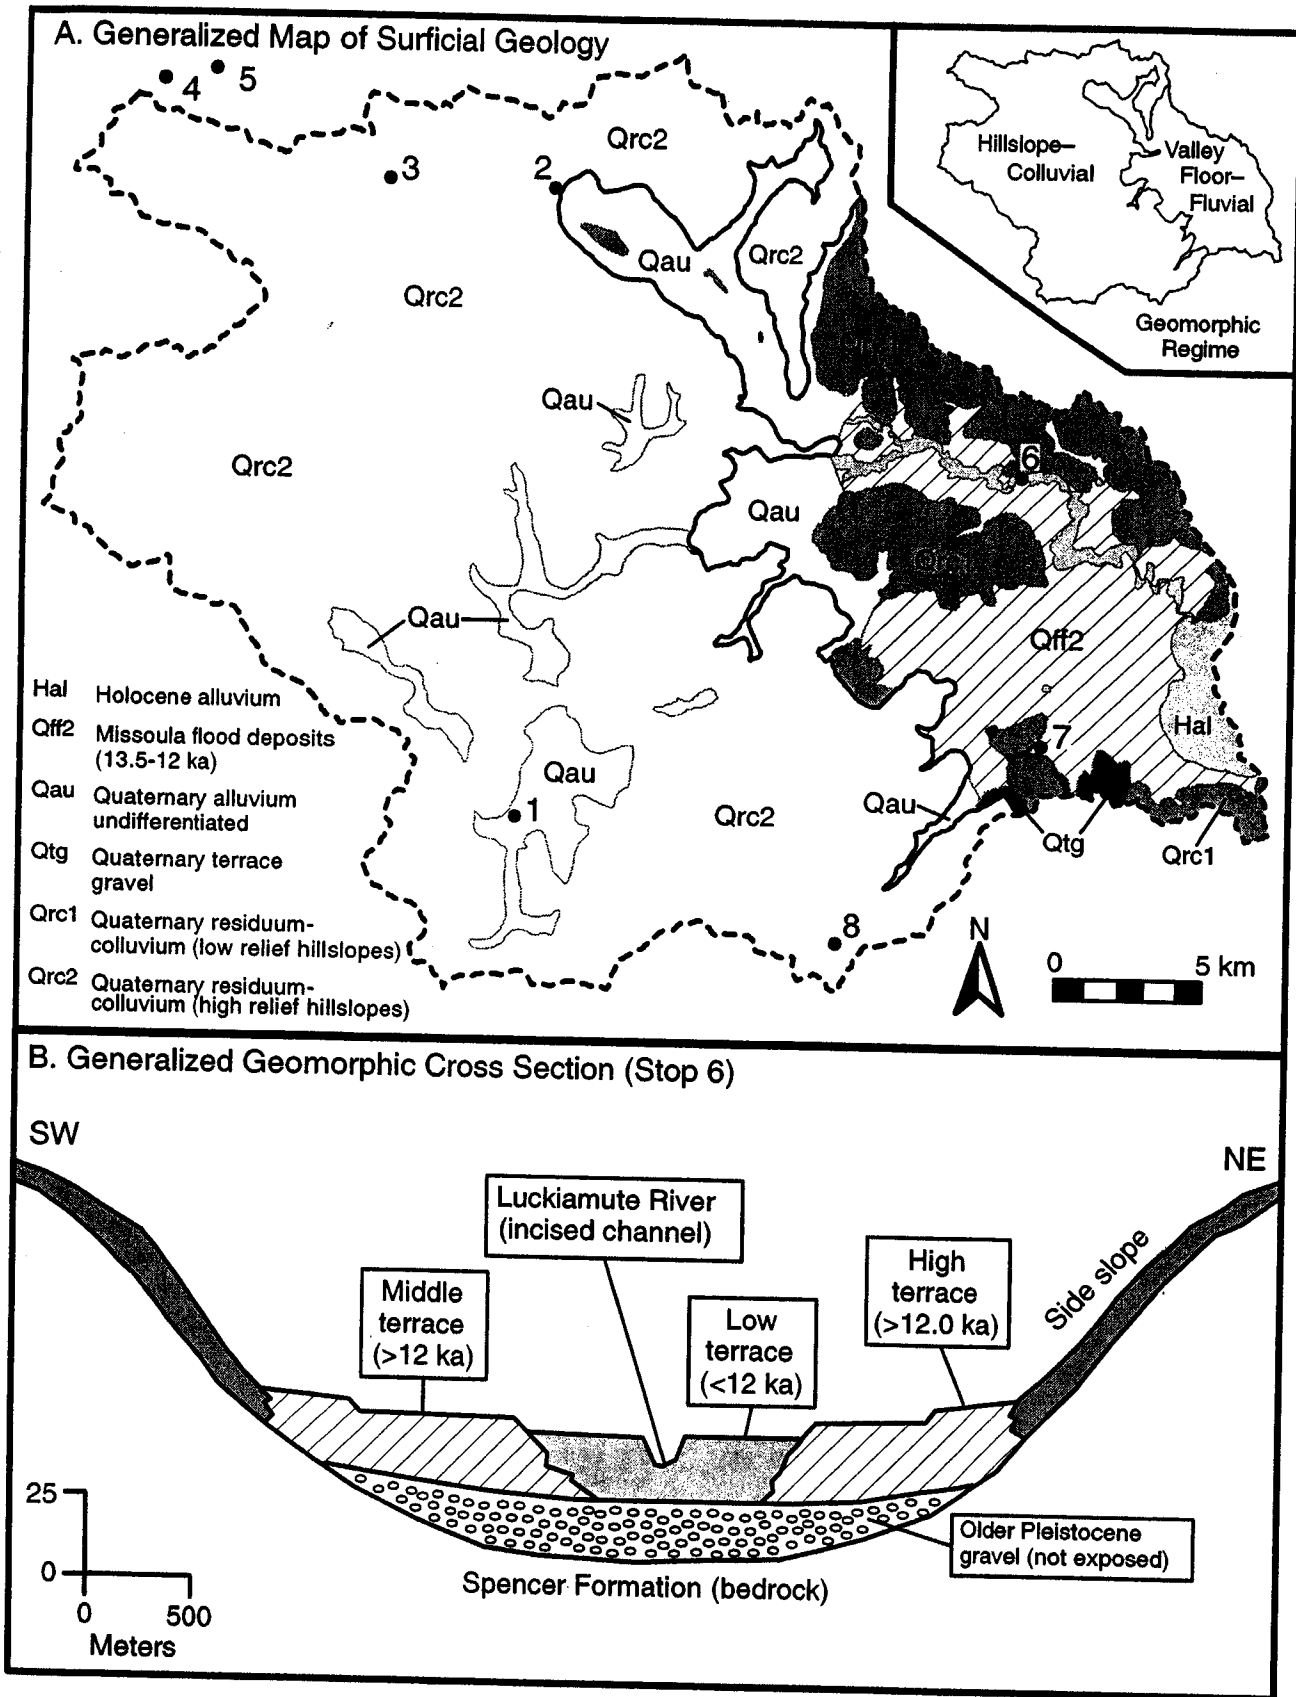 A. Generalized Map of Surficial Geology
4
5
3
2
Qrc2
Qau
Qrc2
Qrc2
Qau
Qrc2
6
Qau
Qau
Qff2
Hal
7
Qau
1
Qrc2
Qau
Qtg
Qrc1
8
Hillslope–
Colluvial
Valley
Floor–
Fluvial
Geomorphic
Regime
Hal Holocene alluvium
Qff2 Missoula flood deposits
(13.5-12 ka)
Qau Quaternary alluvium
undifferentiated
Qtg Quaternary terrace
gravel
Qrc1 Quaternary residuum-
colluvium (low relief hillslopes)
Qrc2 Quaternary residuum-
colluvium (high relief hillslopes)
N
0 5 km
B. Generalized Geomorphic Cross Section (Stop 6)
SW
NE
Luckiamute River
(incised channel)
Middle
terrace
(>12 ka)
Low
terrace
(<12 ka)
High
terrace
(>12.0 ka)
Side slope
Older Pleistocene
gravel (not exposed)
Spencer Formation (bedrock)
25
0
0 500
Meters